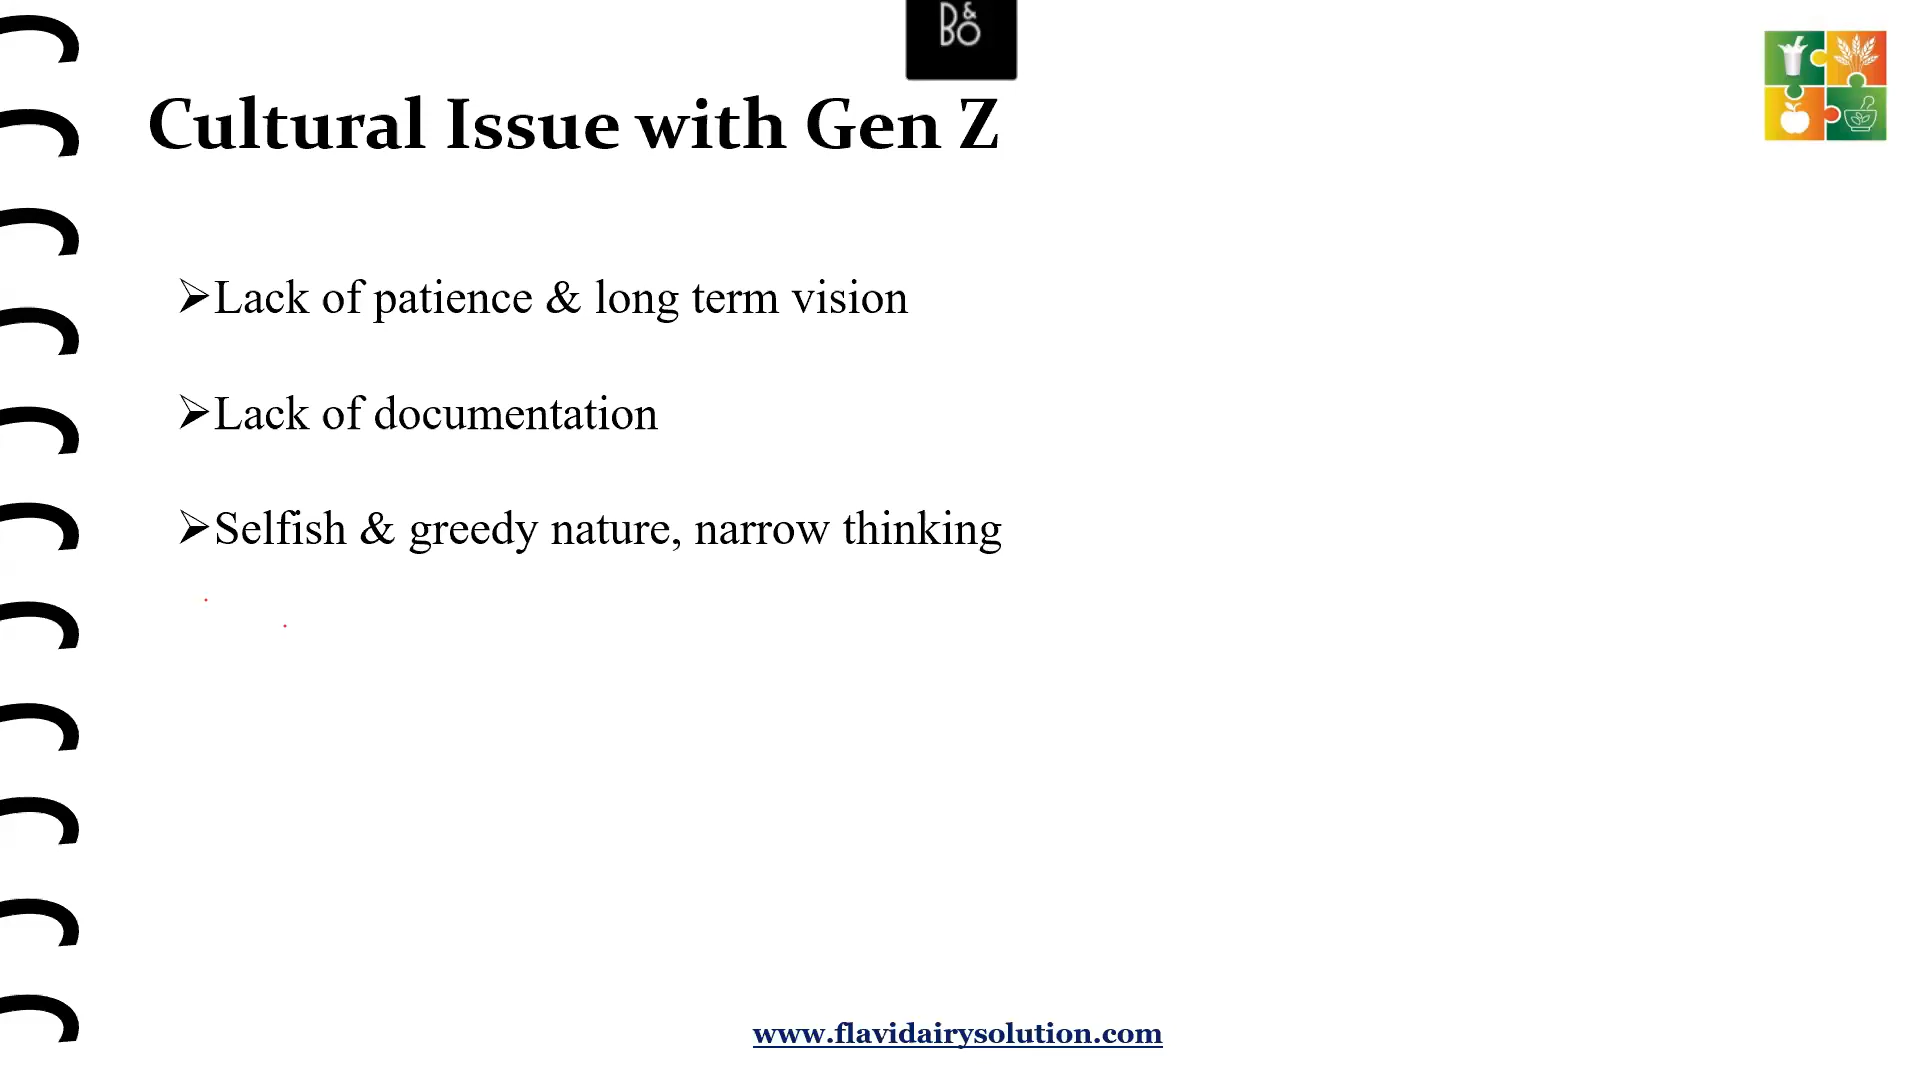 B&O
Cultural Issue with Gen Z
➢Lack of patience & long term vision
➢Lack of documentation
➢Selfish & greedy nature, narrow thinking
www.flavidairysolution.com